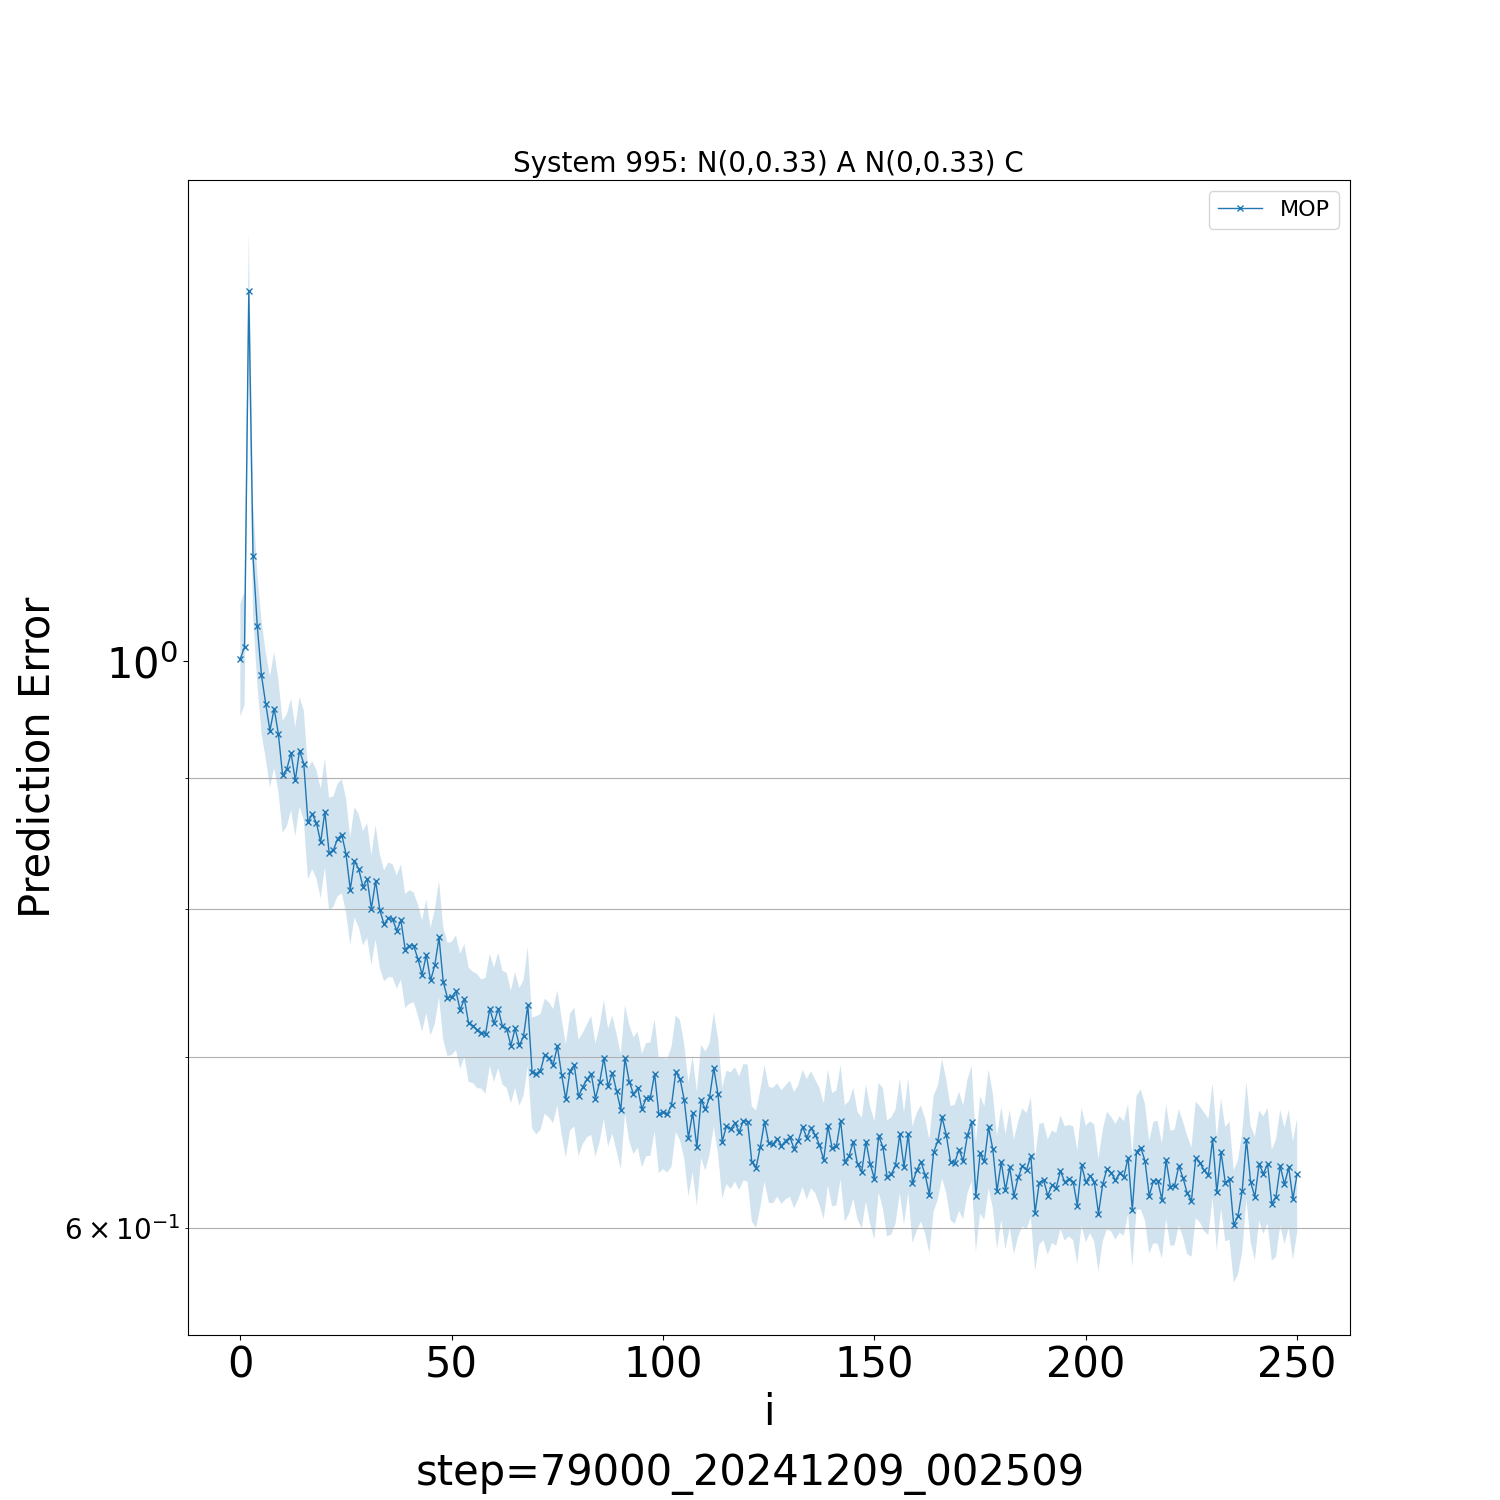 System 995: N(0,0.33) A N(0,0.33) C
MOP
Prediction Error
10⁰
6 × 10⁻¹
0 50 100 150 200 250
i
step=79000_20241209_002509